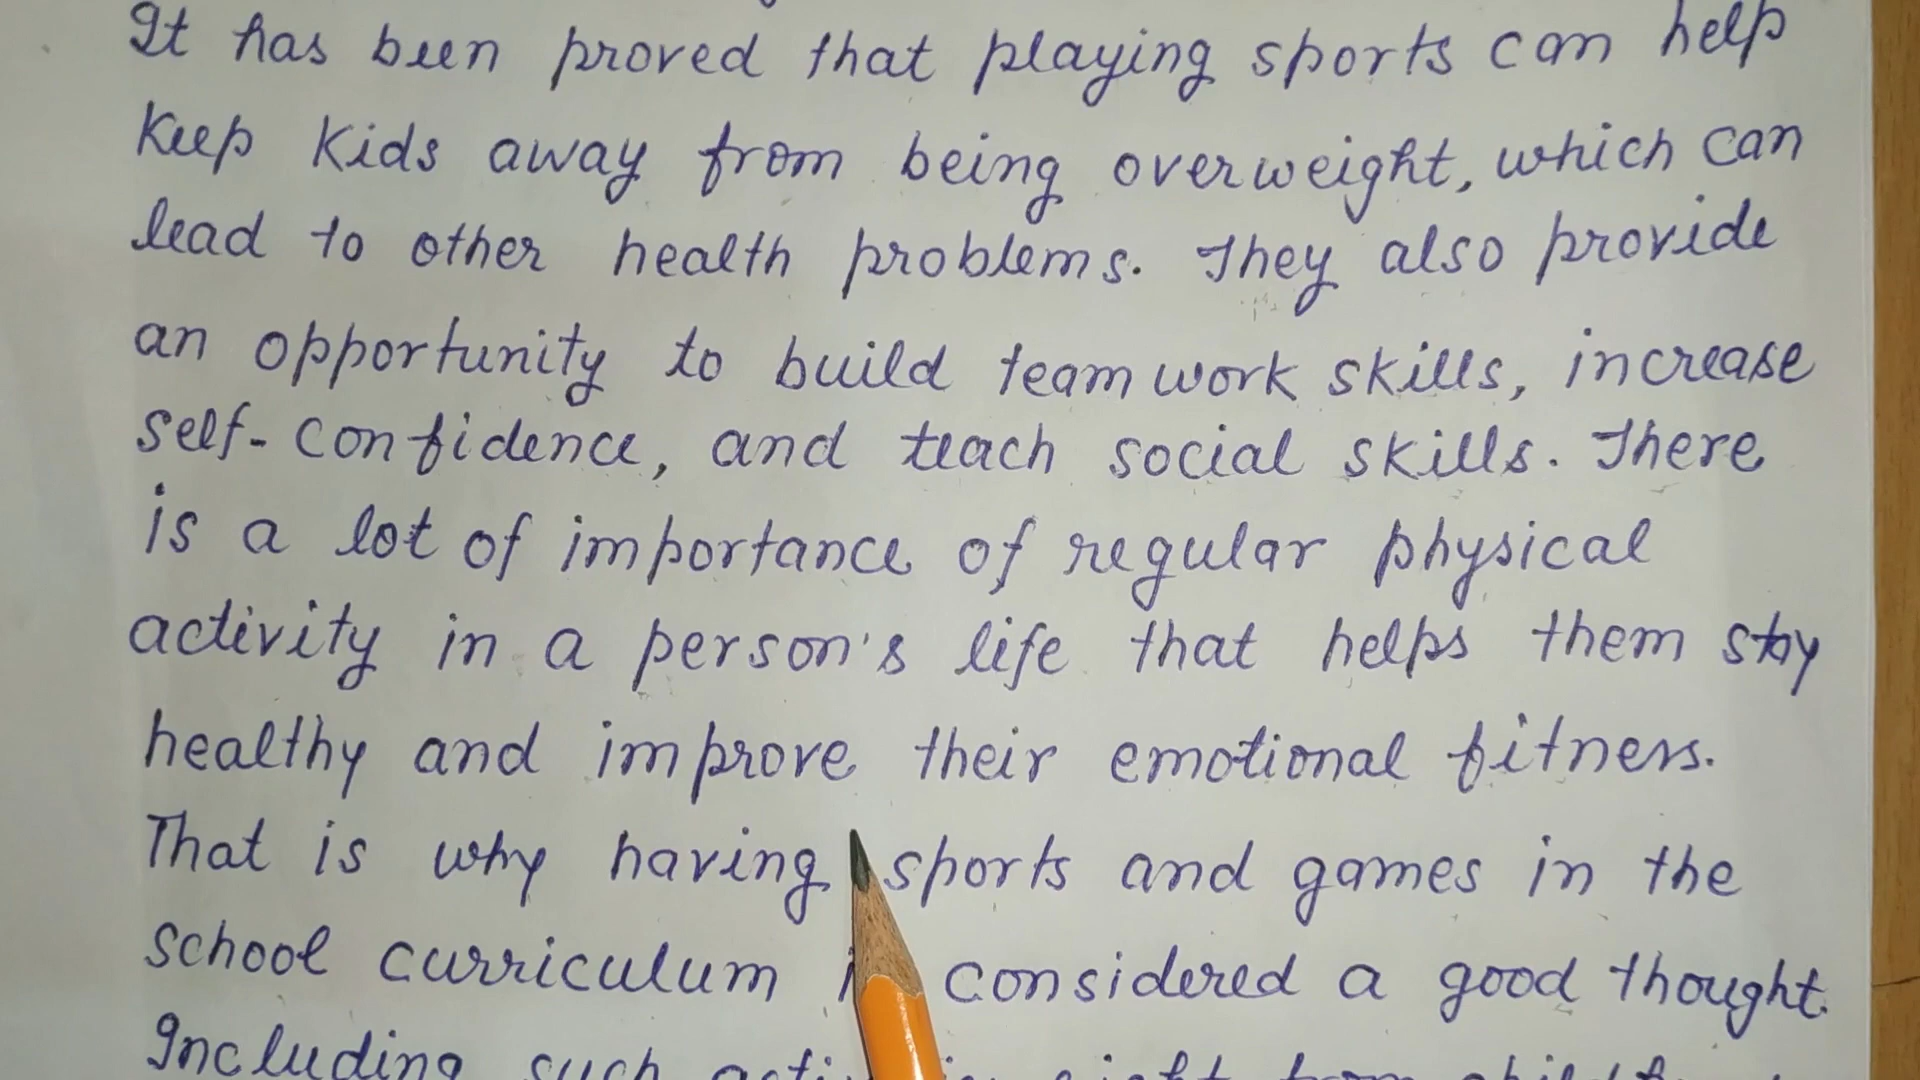 It has been proved that playing sports can help
keep kids away from being overweight, which can
lead to other health problems. They also provide
an opportunity to build team work skills, increase
self-confidence, and teach social skills. There
is a lot of importance of regular physical
activity in a person's life that helps them stay
healthy and improve their emotional fitness.
That is why having sports and games in the
school curriculum considered a good thought.
Including such